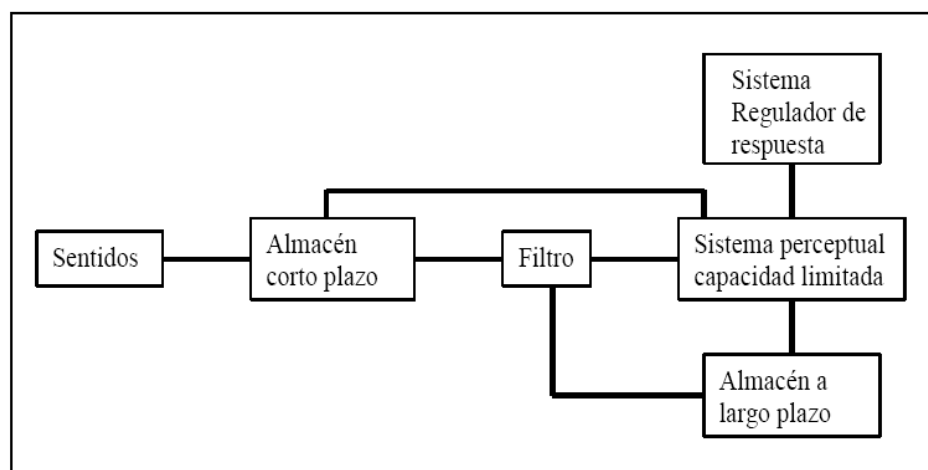 Sistema
Regulador de
respuesta
Sentidos
Almacén
corto plazo
Filtro
Sistema perceptual
capacidad limitada
Almacén a
largo plazo